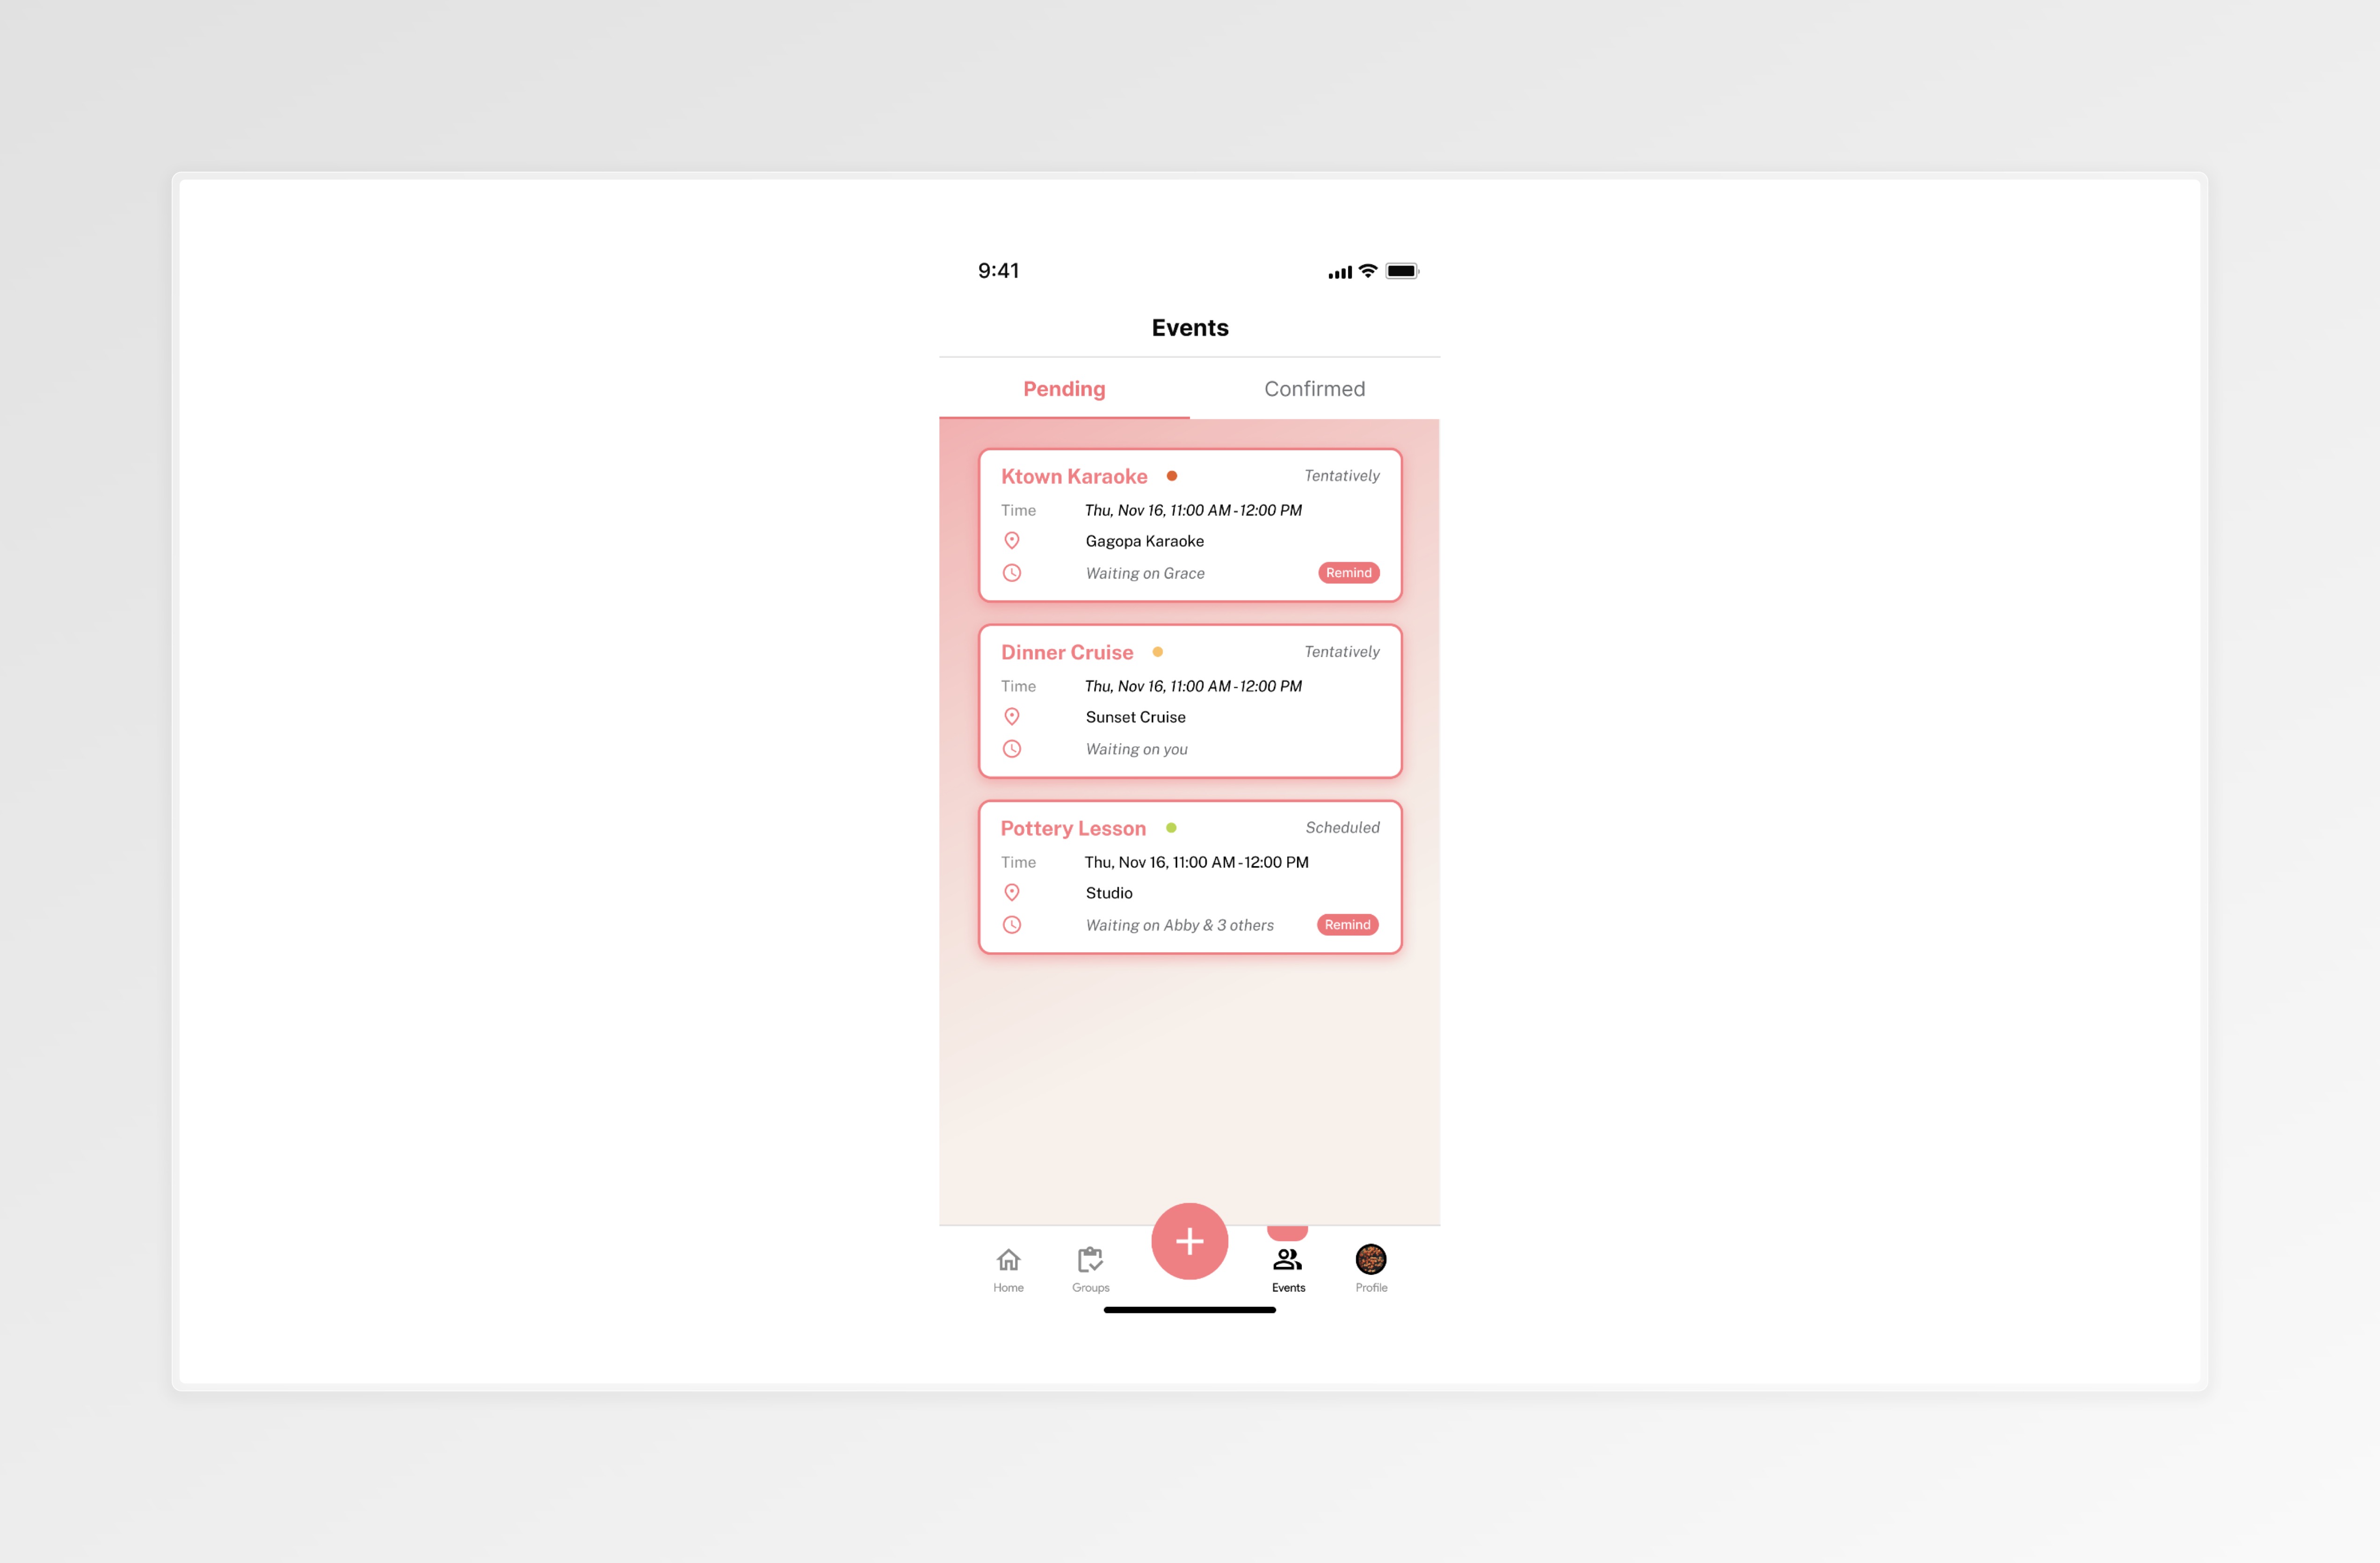 9:41
Events
Pending Confirmed
Ktown Karaoke Tentatively
Time Thu, Nov 16, 11:00 AM-12:00 PM
Gagopa Karaoke
Waiting on Grace Remind
Dinner Cruise Tentatively
Time Thu, Nov 16, 11:00 AM-12:00 PM
Sunset Cruise
Waiting on you
Pottery Lesson Scheduled
Time Thu, Nov 16, 11:00 AM-12:00 PM
Studio
Waiting on Abby & 3 others Remind
Home Groups Events Profile